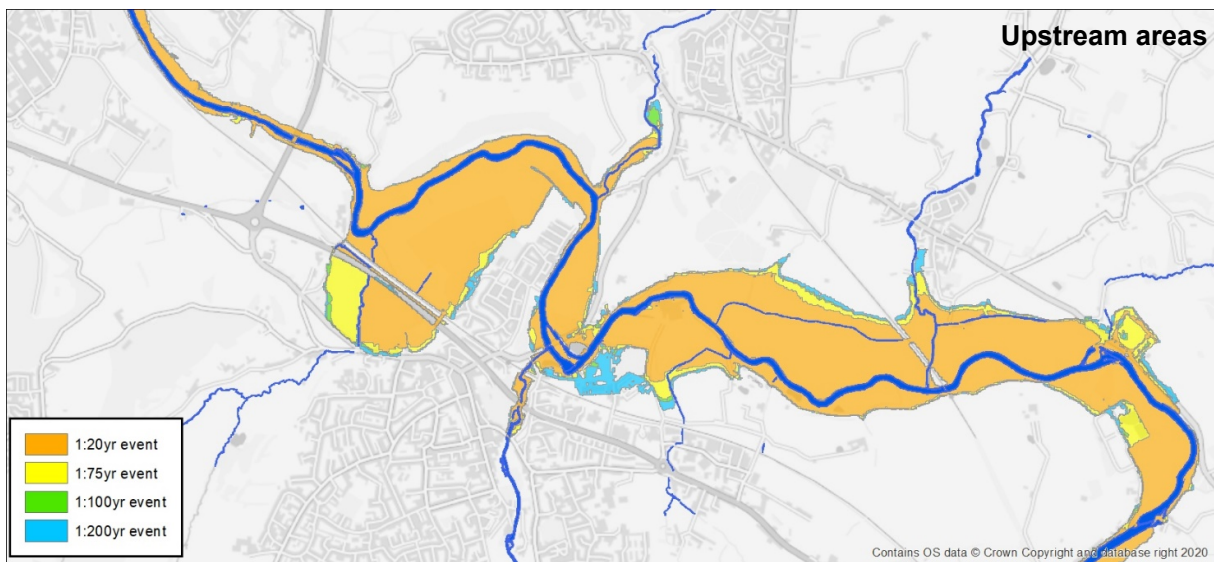 Upstream areas
1:20yr event
1:75yr event
1:100yr event
1:200yr event
Contains OS data © Crown Copyright and database right 2020